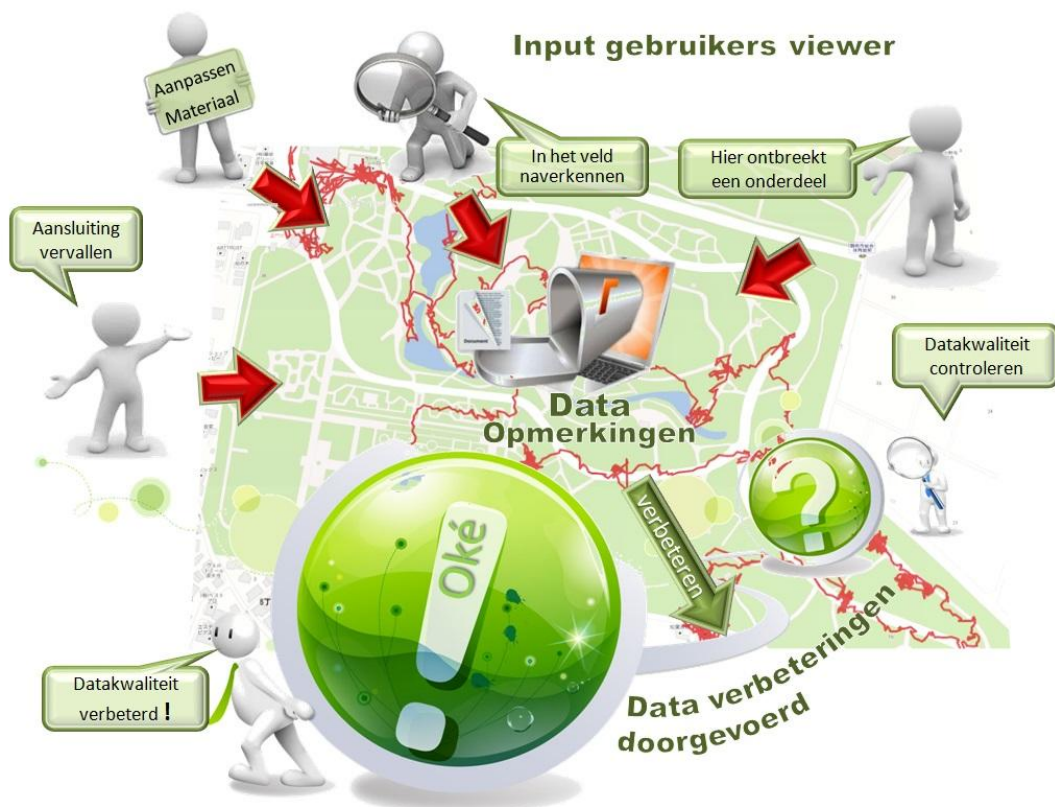 Input gebruikers viewer
Aanpassen
Materiaal
In het veld
naverkennen
Hier ontbreekt
een onderdeel
Aansluiting
vervallen
Document
Datakwaliteit
controleren
Data
Opmerkingen
verbeteren
?
Oké
!
Data verbeteringen
doorgevoerd
Datakwaliteit
verbeterd !